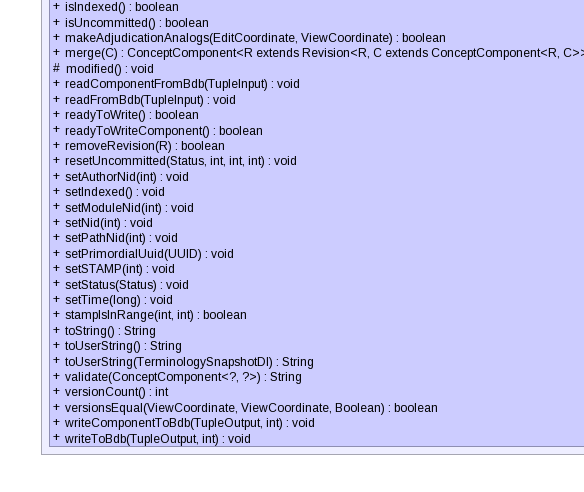 + isIndexed() : boolean
+ isUncommitted() : boolean
+ makeAdjudicationAnalogs(EditCoordinate, ViewCoordinate) : boolean
+ merge(C) : ConceptComponent<R extends Revision<R, C extends ConceptComponent<R, C>>
# modified() : void
+ readComponentFromBdb(TupleInput) : void
+ readFromBdb(TupleInput) : void
+ readyToWrite() : boolean
+ readyToWriteComponent() : boolean
+ removeRevision(R) : boolean
+ resetUncommitted(Status, int, int, int) : void
+ setAuthorNid(int) : void
+ setIndexed() : void
+ setModuleNid(int) : void
+ setNid(int) : void
+ setPathNid(int) : void
+ setPrimordialUuid(UUID) : void
+ setSTAMP(int) : void
+ setStatus(Status) : void
+ setTime(long) : void
+ stampIsInRange(int, int) : boolean
+ toString() : String
+ toUserString() : String
+ toUserString(TerminologySnapshotDI) : String
+ validate(ConceptComponent<?, ?>) : String
+ versionCount() : int
+ versionsEqual(ViewCoordinate, ViewCoordinate, Boolean) : boolean
+ writeComponentToBdb(TupleOutput, int) : void
+ writeToBdb(TupleOutput, int) : void